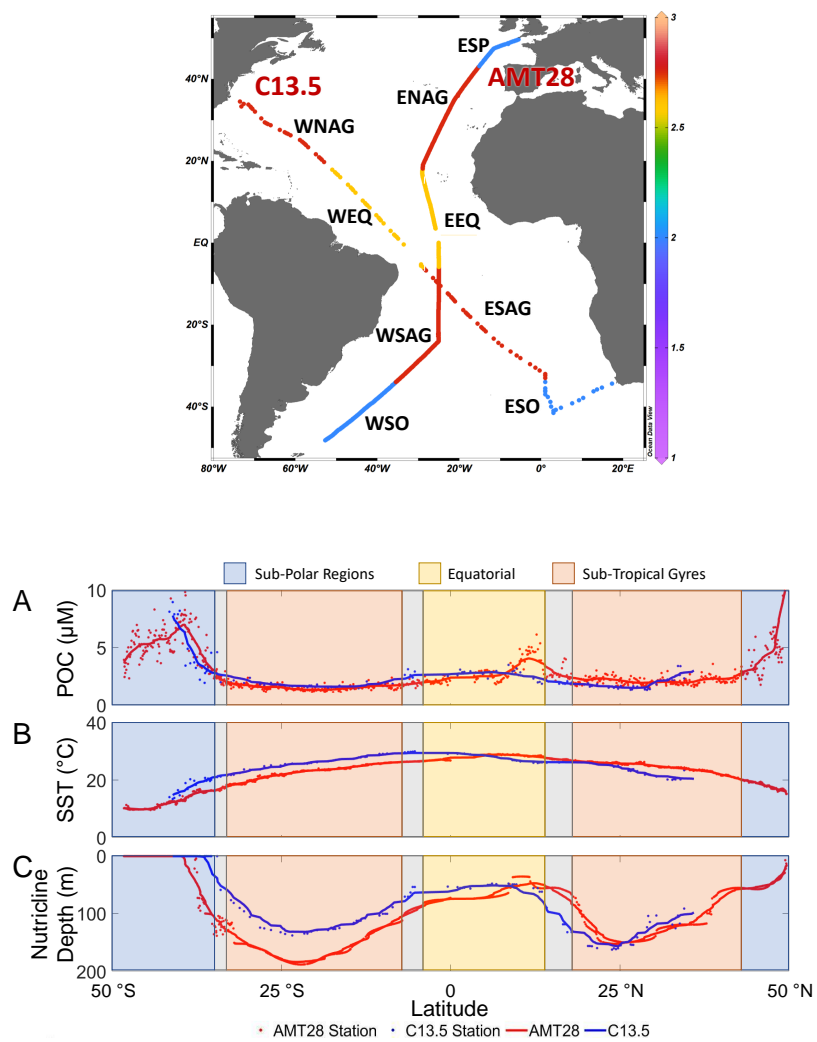 ESP
C13.5
AMT28
40°N
ENAG
WNAG
20°N
WEQ
EEQ
EQ
ESAG
20°S
WSAG
40°S
ESO
WSO
80°W 60°W 40°W 20°W 0° 20°E
3
2.5
2
1.5
1
Ocean Data View
Sub-Polar Regions Equatorial Sub-Tropical Gyres
A
POC (µM)
10
5
0
B
SST (°C)
40
20
0
C
Nutricline
Depth (m)
0
100
200
50 °S 25 °S 0 25 °N 50 °N
Latitude
AMT28 Station C13.5 Station AMT28 C13.5